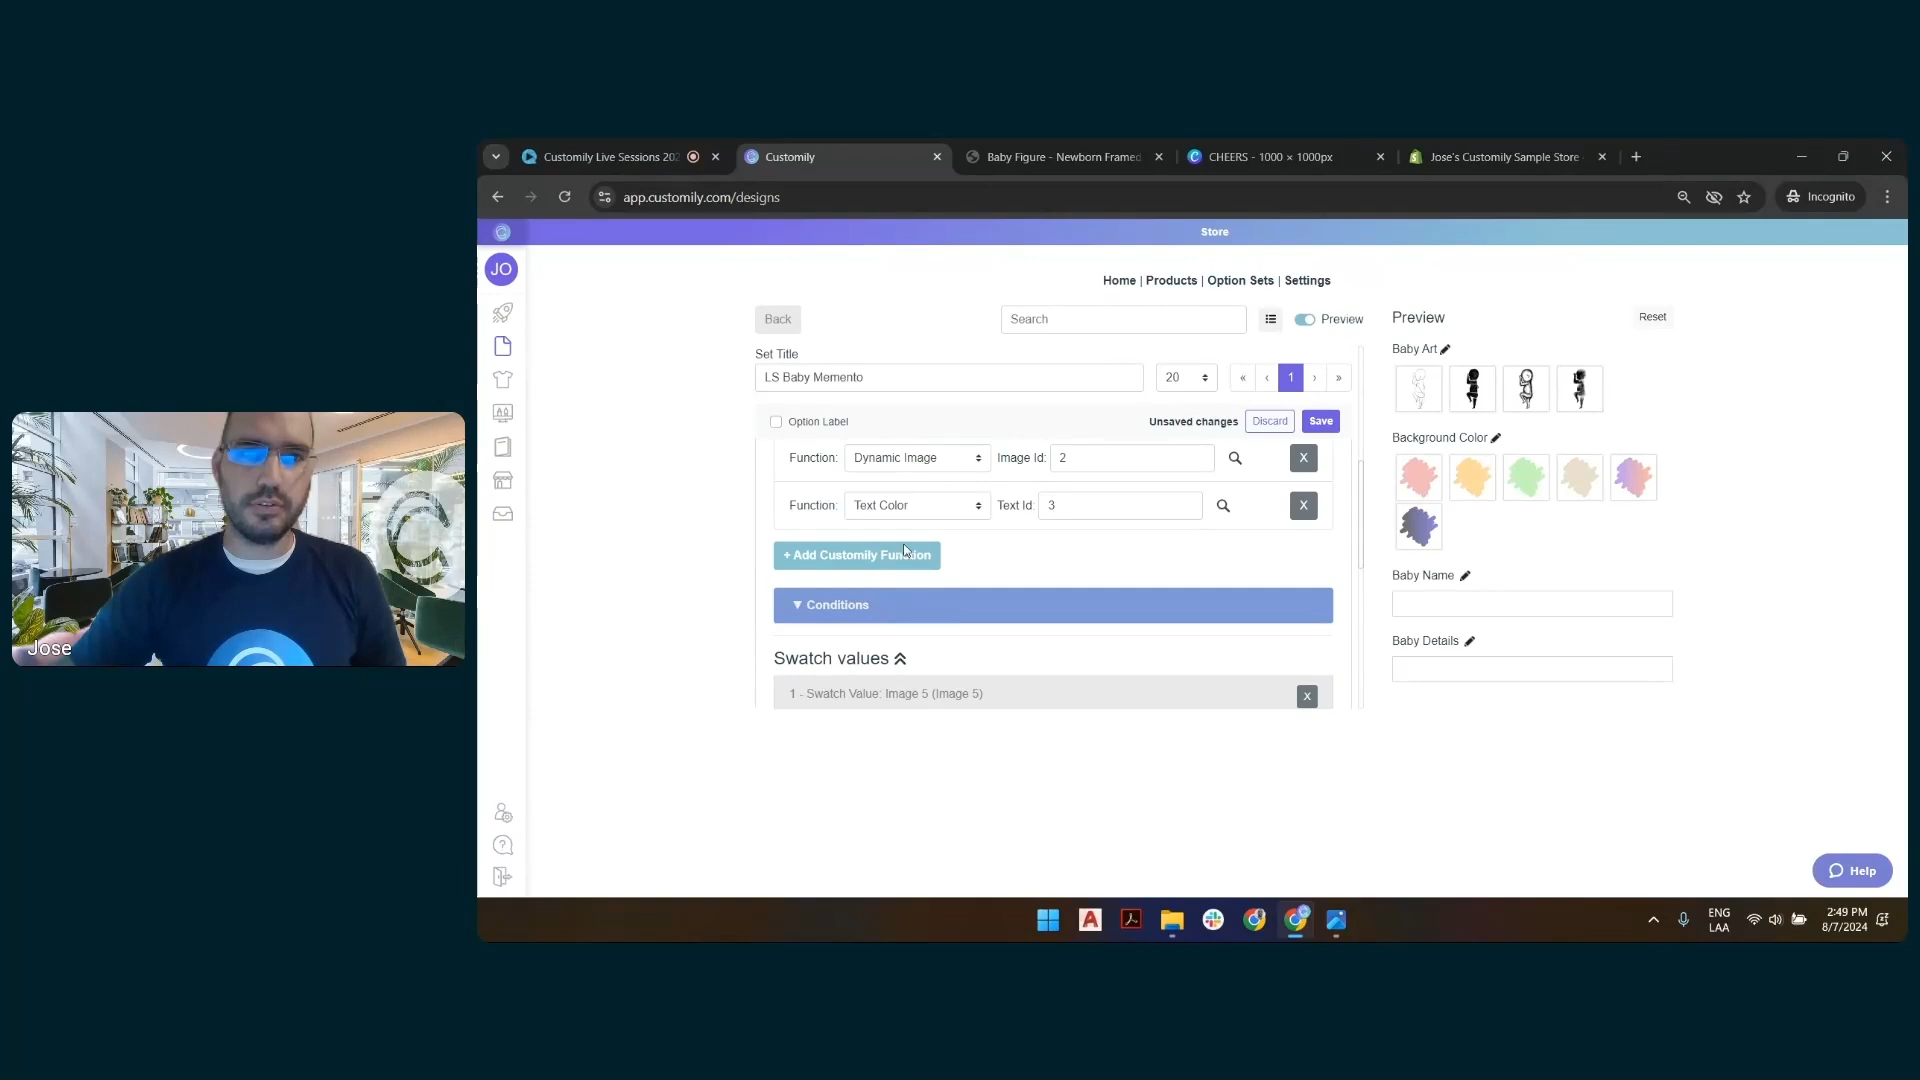 Customily Live Sessions 202
Customily
Baby Figure - Newborn Framed
CHEERS - 1000 × 1000px
Jose's Customily Sample Store
app.customily.com/designs
Incognito
Store
JO
Home | Products | Option Sets | Settings
Back
Search
Preview
Set Title
LS Baby Memento
20
« ‹ 1 › »
Option Label
Unsaved changes
Discard
Save
Function: Dynamic Image Image Id: 2 X
Function: Text Color Text Id: 3 X
+ Add Customily Function
▼ Conditions
Swatch values
1 - Swatch Value: Image 5 (Image 5) X
Preview
Reset
Baby Art
Background Color
Baby Name
Baby Details
Help
Jose
ENG
LAA
2:49 PM
8/7/2024